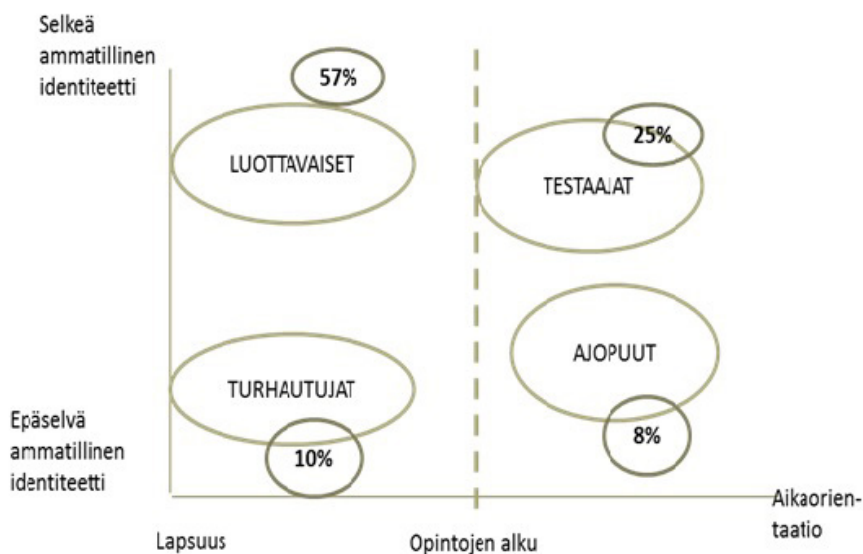 Selkeä
ammatillinen
identiteetti
57%
25%
LUOTTAVAISET
TESTAAJAT
AJOPUUT
TURHAUTUJAT
Epäselvä
ammatillinen
identiteetti
8%
10%
Aikaorien-
taatio
Lapsuus
Opintojen alku